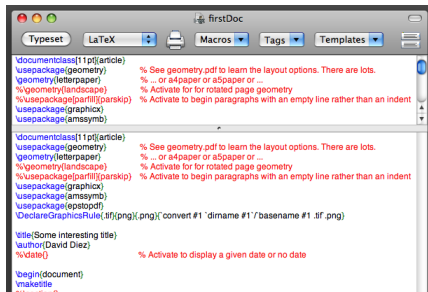 firstDoc
Typeset LaTeX Macros Tags Templates
\documentclass[11pt]{article}
\usepackage{geometry} % See geometry.pdf to learn the layout options. There are lots.
\geometry{letterpaper} % ... or a4paper or a5paper or ...
%\geometry{landscape} % Activate for for rotated page geometry
%\usepackage[parfill]{parskip} % Activate to begin paragraphs with an empty line rather than an indent
\usepackage{graphicx}
\usepackage{amssymb}
\documentclass[11pt]{article}
\usepackage{geometry} % See geometry.pdf to learn the layout options. There are lots.
\geometry{letterpaper} % ... or a4paper or a5paper or ...
%\geometry{landscape} % Activate for for rotated page geometry
%\usepackage[parfill]{parskip} % Activate to begin paragraphs with an empty line rather than an indent
\usepackage{graphicx}
\usepackage{amssymb}
\usepackage{epstopdf}
\DeclareGraphicsRule{.tif}{png}{.png}{`convert #1 `dirname #1`/`basename #1 .tif`.png}
\title{Some interesting title}
\author{David Diez}
%\date{} % Activate to display a given date or no date
\begin{document}
\maketitle